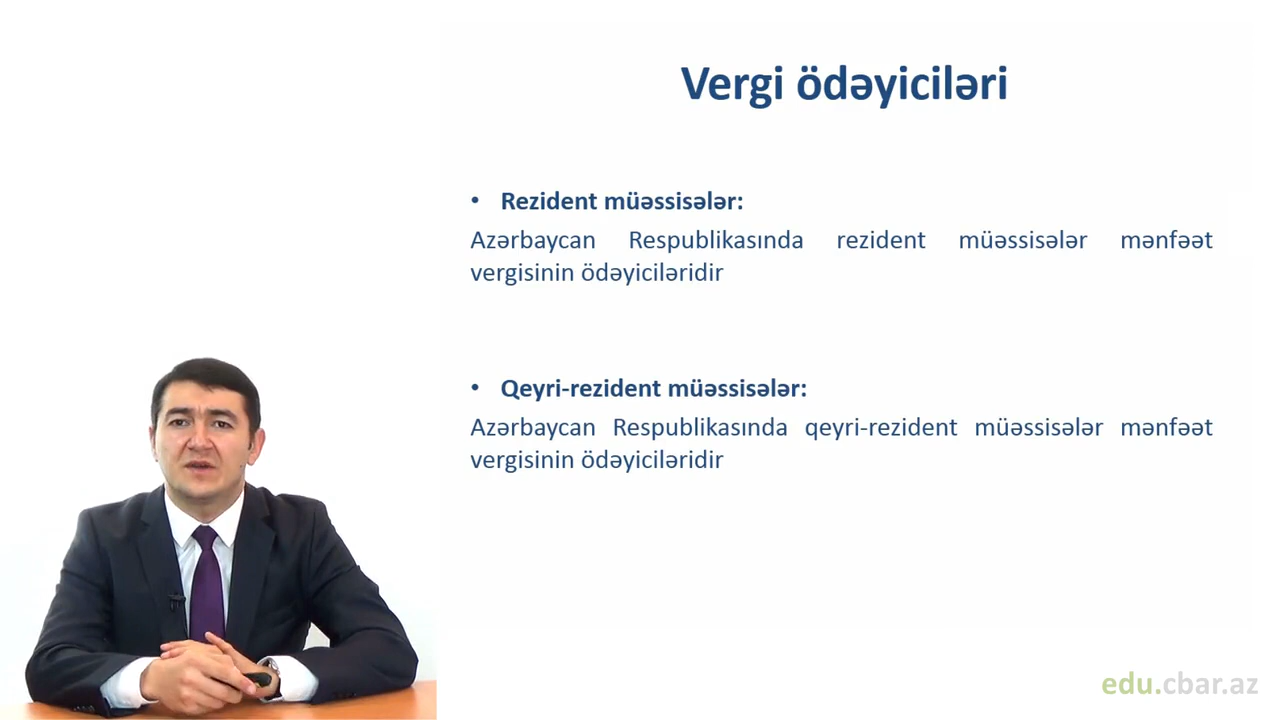 Vergi ödəyiciləri
• Rezident müəssisələr:
Azərbaycan Respublikasında rezident müəssisələr mənfəət
vergisinin ödəyiciləridir
• Qeyri-rezident müəssisələr:
Azərbaycan Respublikasında qeyri-rezident müəssisələr mənfəət
vergisinin ödəyiciləridir
edu.cbar.az